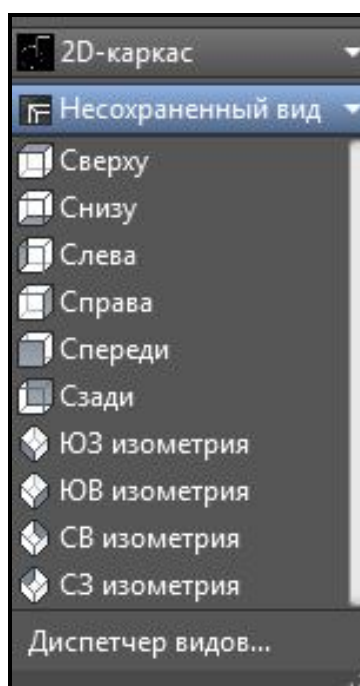 2D-каркас
Несохраненный вид
Сверху
Снизу
Слева
Справа
Спереди
Сзади
ЮЗ изометрия
ЮВ изометрия
СВ изометрия
СЗ изометрия
Диспетчер видов...